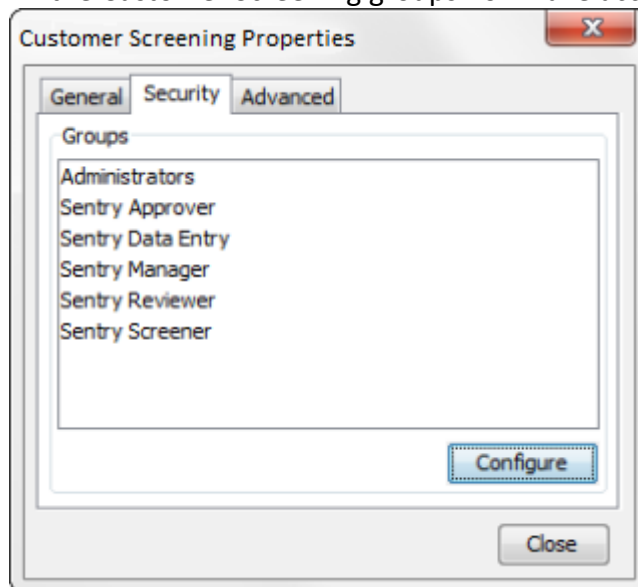 Customer Screening Properties
General Security Advanced
Groups
Administrators
Sentry Approver
Sentry Data Entry
Sentry Manager
Sentry Reviewer
Sentry Screener
Configure
Close